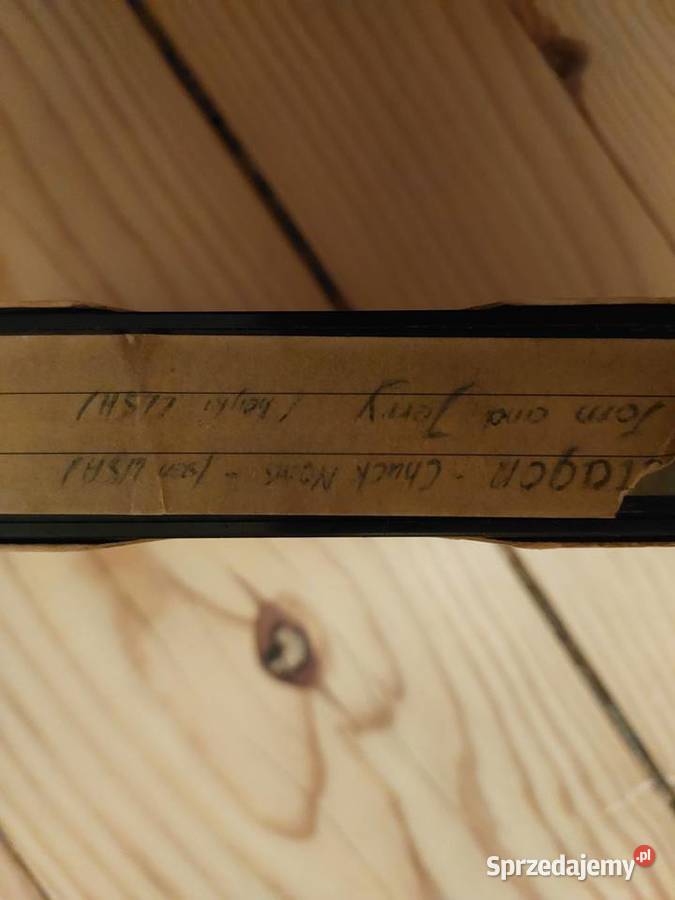 Chuck Norris - USA/
Tom and Jerry /bajki USA/
Sprzedajemy.pl